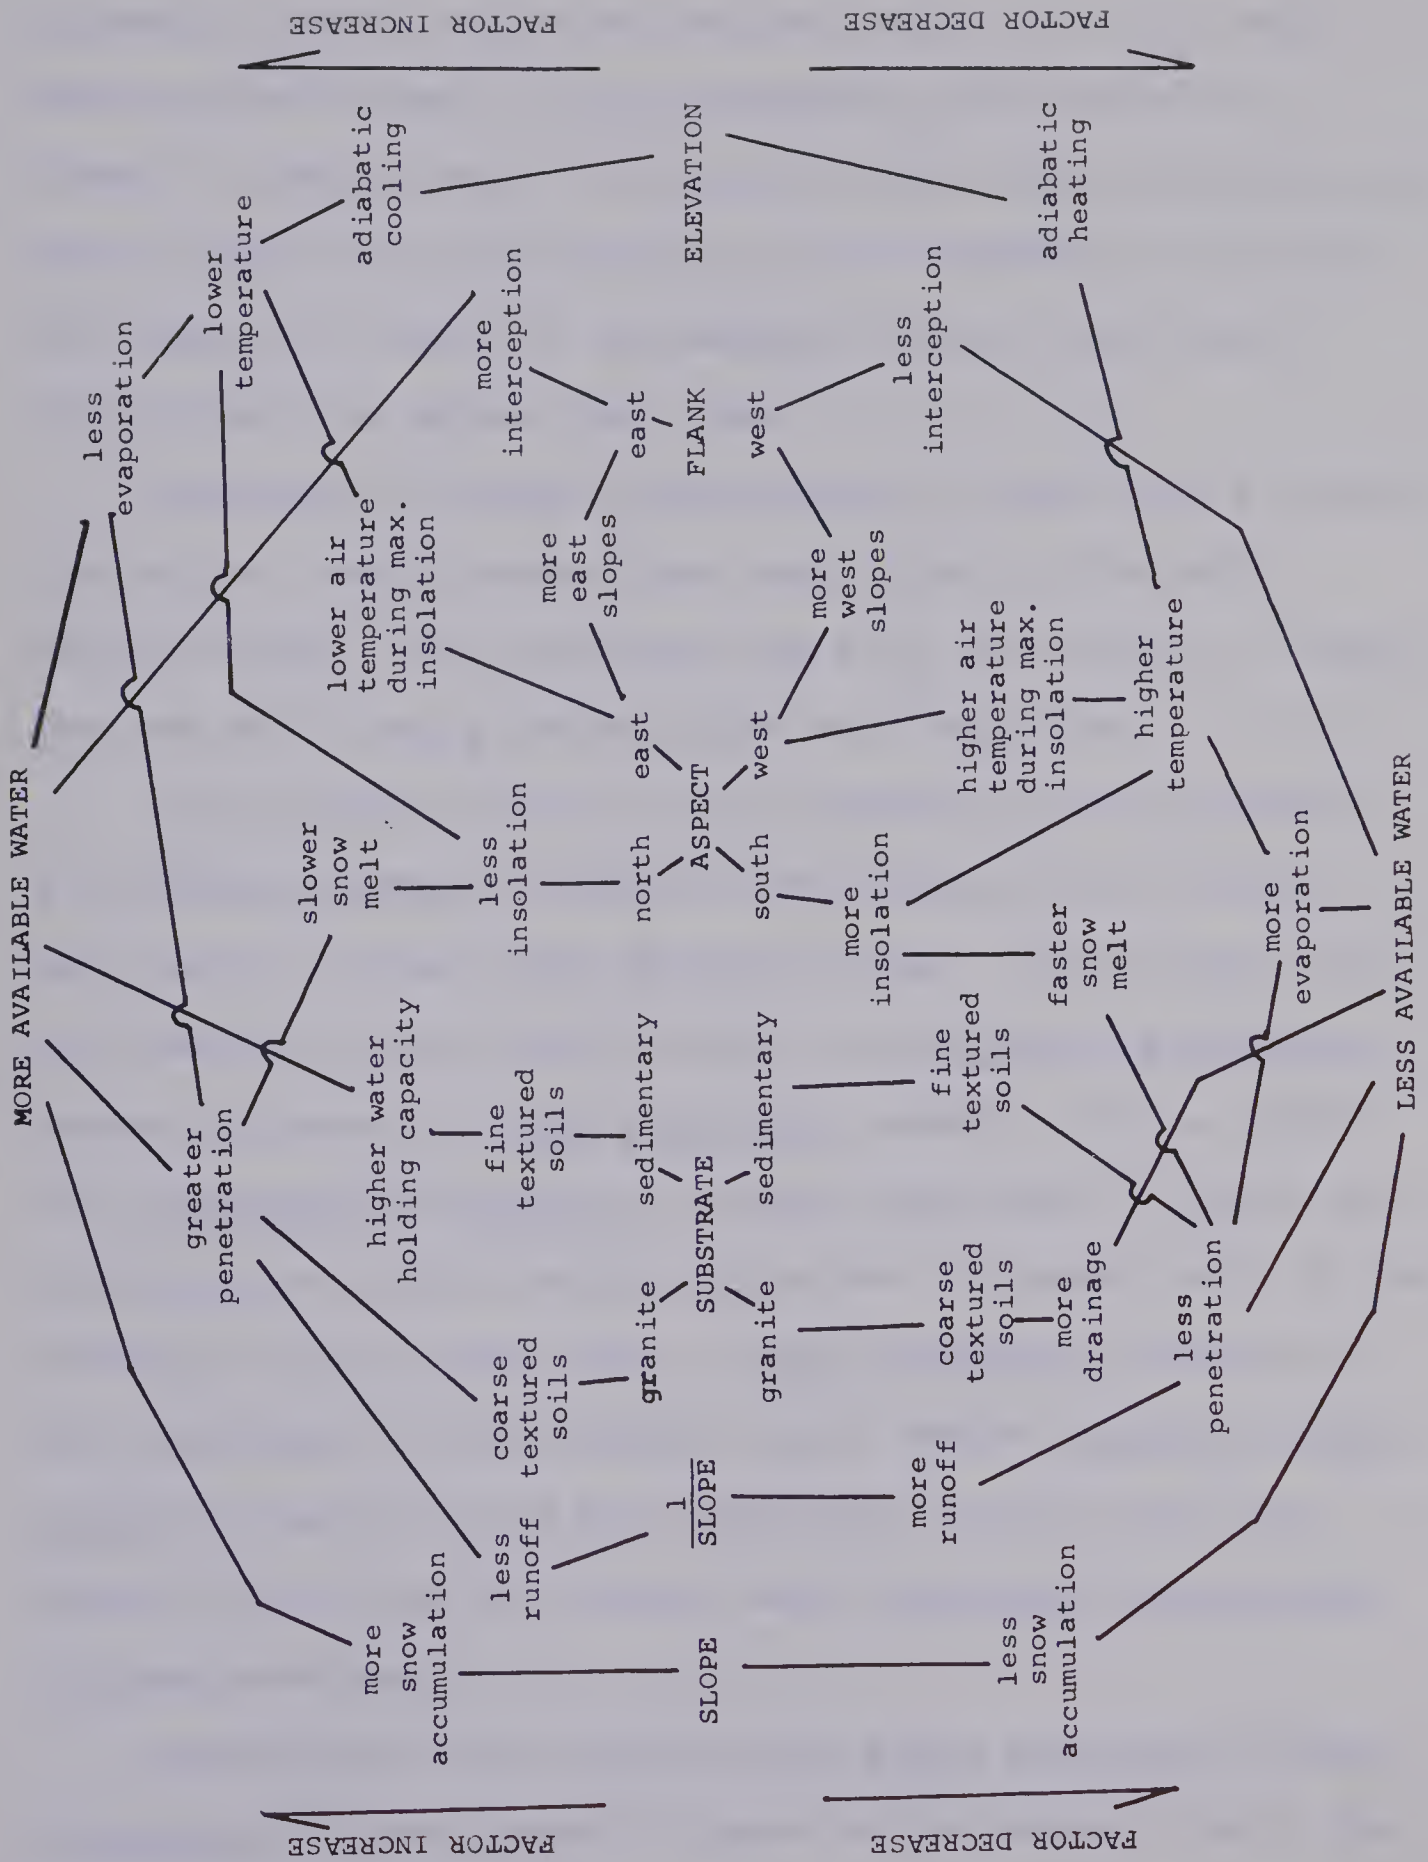 MORE AVAILABLE WATER
FACTOR INCREASE
more
snow
accumulation
less
runoff
greater
penetration
coarse
textured
soils
higher water
holding capacity
fine
textured
soils
slower
snow
melt
less
insolation
less
evaporation
lower
temperature
lower air
temperature
during max.
insolation
more
east
slopes
more
interception
adiabatic
cooling
FACTOR INCREASE
granite
sedimentary
north
east
east
SLOPE
1
SLOPE
SUBSTRATE
ASPECT
FLANK
ELEVATION
granite
sedimentary
south
west
west
FACTOR DECREASE
less
snow
accumulation
more
runoff
coarse
textured
soils
more
drainage
less
penetration
fine
textured
soils
more
insolation
faster
snow
melt
more
evaporation
higher air
temperature
during max.
insolation
higher
temperature
more
west
slopes
less
interception
adiabatic
heating
FACTOR DECREASE
LESS AVAILABLE WATER